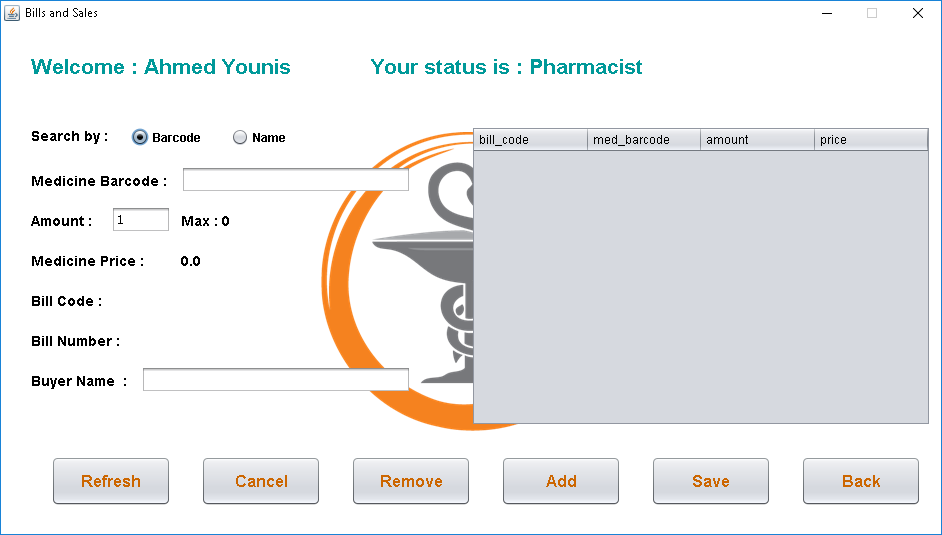 Bills and Sales
Welcome : Ahmed Younis Your status is : Pharmacist
Search by : Barcode Name
Medicine Barcode :
Amount : 1 Max : 0
Medicine Price : 0.0
Bill Code :
Bill Number :
Buyer Name :
bill_code med_barcode amount price
Refresh Cancel Remove Add Save Back